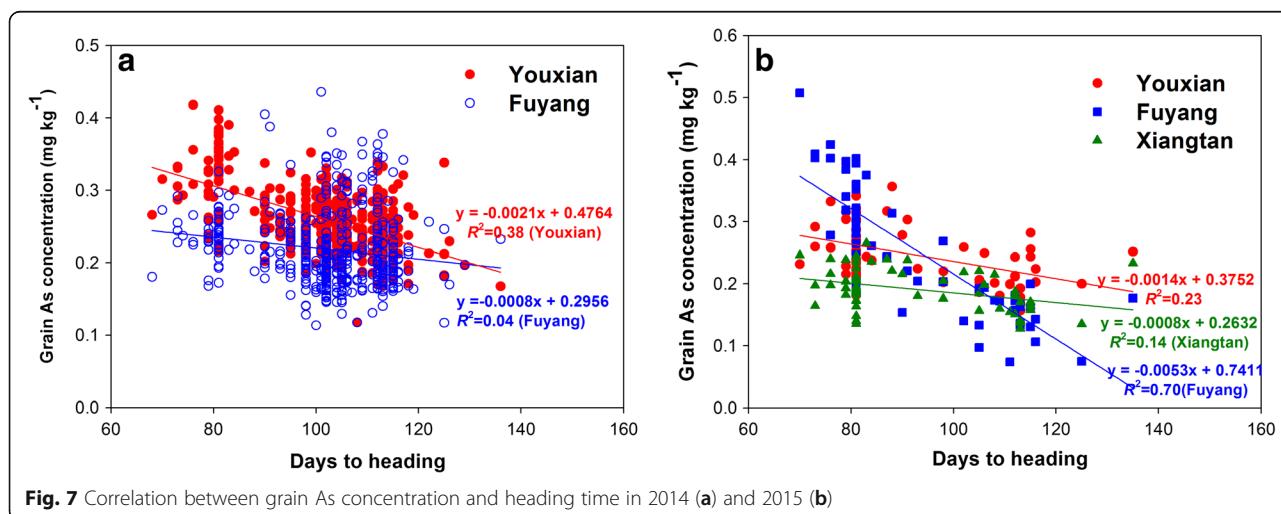 a
Youxian
Fuyang
Grain As concentration (mg kg⁻¹)
0.5
0.4
0.3
0.2
0.1
0.0
y = -0.0021x + 0.4764
R²=0.38 (Youxian)
y=-0.0008x + 0.2956
R²=0.04 (Fuyang)
60 80 100 120 140 160
Days to heading
b
Youxian
Fuyang
Xiangtan
Grain As concentration (mg kg⁻¹)
0.6
0.5
0.4
0.3
0.2
0.1
0.0
y = -0.0014x + 0.3752
R²=0.23
y = -0.0008x + 0.2632
R²=0.14 (Xiangtan)
y = -0.0053x + 0.7411
R²=0.70(Fuyang)
60 80 100 120 140 160
Days to heading
Fig. 7 Correlation between grain As concentration and heading time in 2014 (a) and 2015 (b)